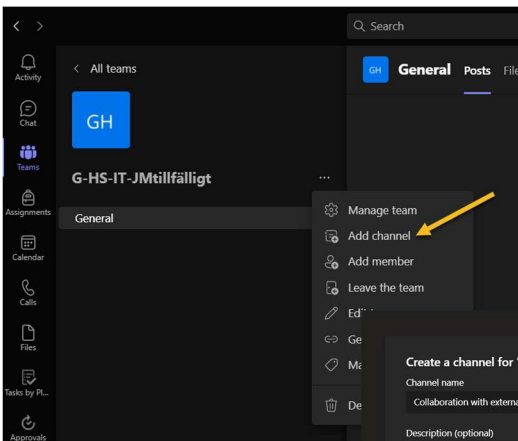 Search
Activity
Chat
Teams
Assignments
Calendar
Calls
Files
Tasks by Pl...
Approvals
All teams
GH
G-HS-IT-JMtillfälligt
...
General
GH General Posts
Manage team
Add channel
Add member
Leave the team
Create a channel for
Channel name
Collaboration with
Description (optional)